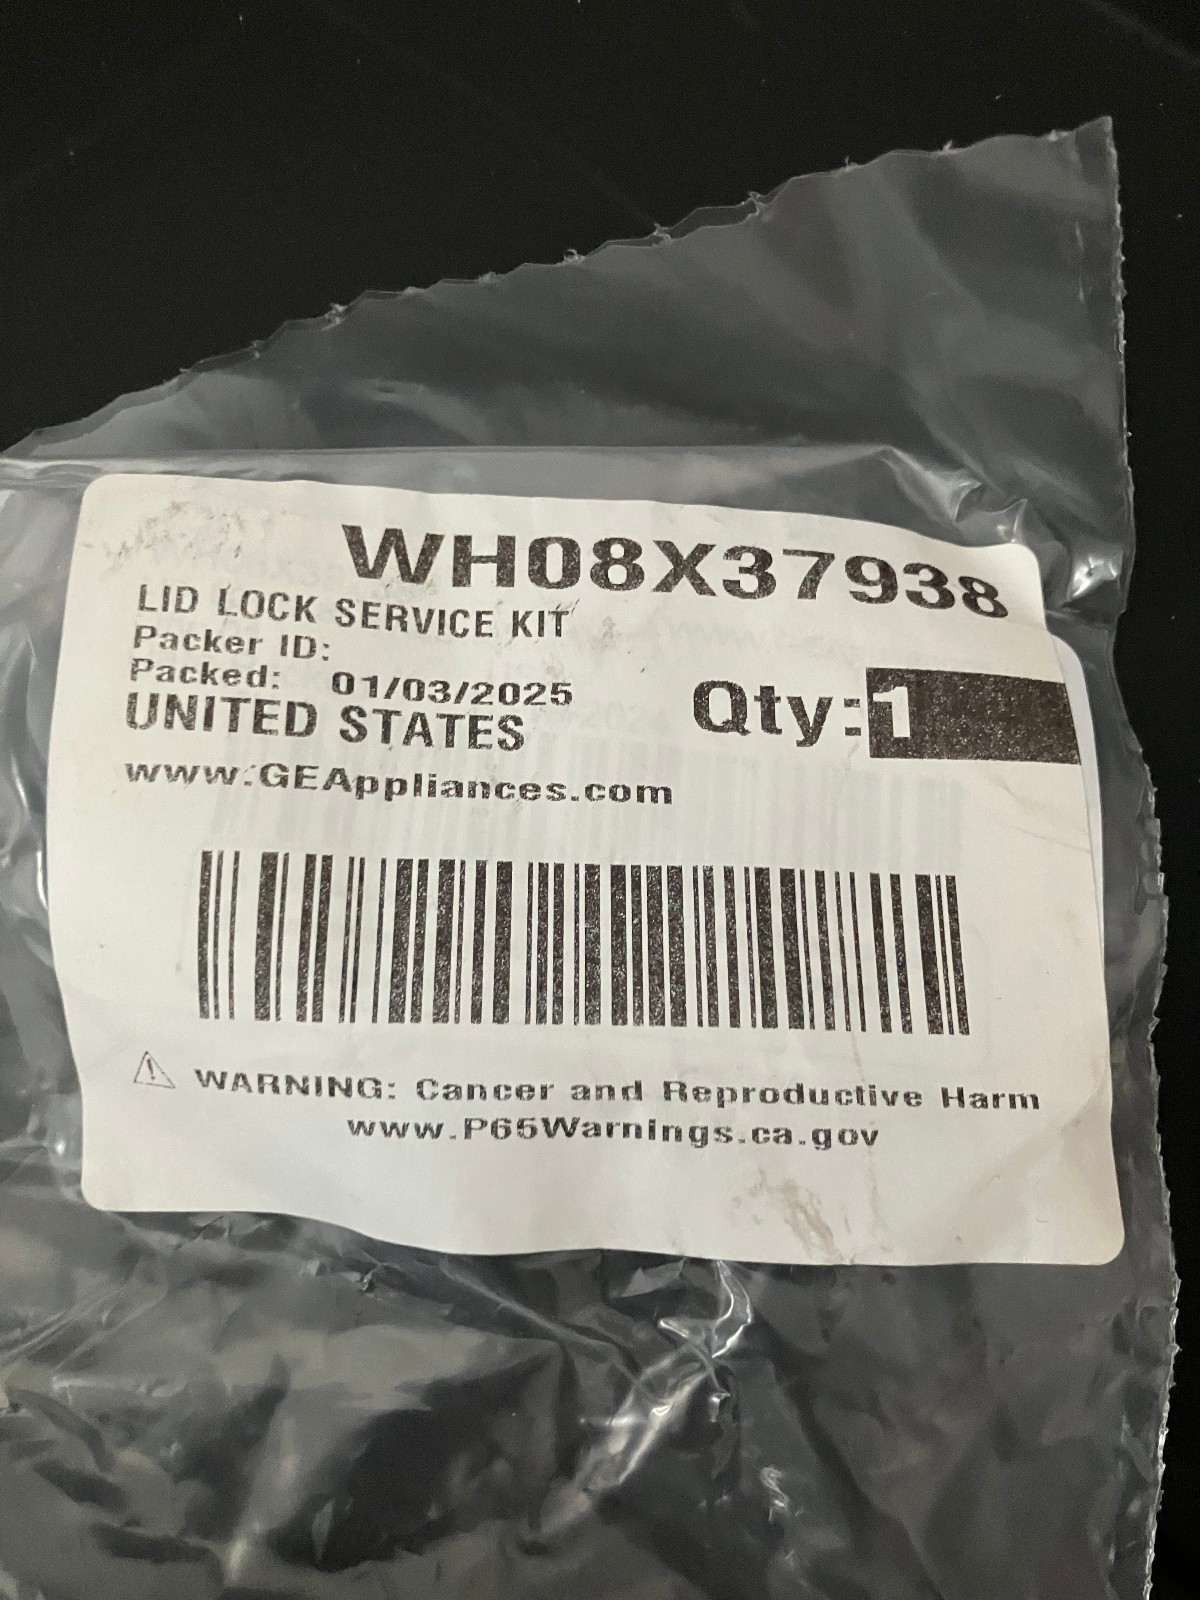 WH08X37938
LID LOCK SERVICE KIT
Packer ID:
Packed: 01/03/2025
UNITED STATES
Qty:1
www.GEAppliances.com
⚠ WARNING: Cancer and Reproductive Harm
www.P65Warnings.ca.gov